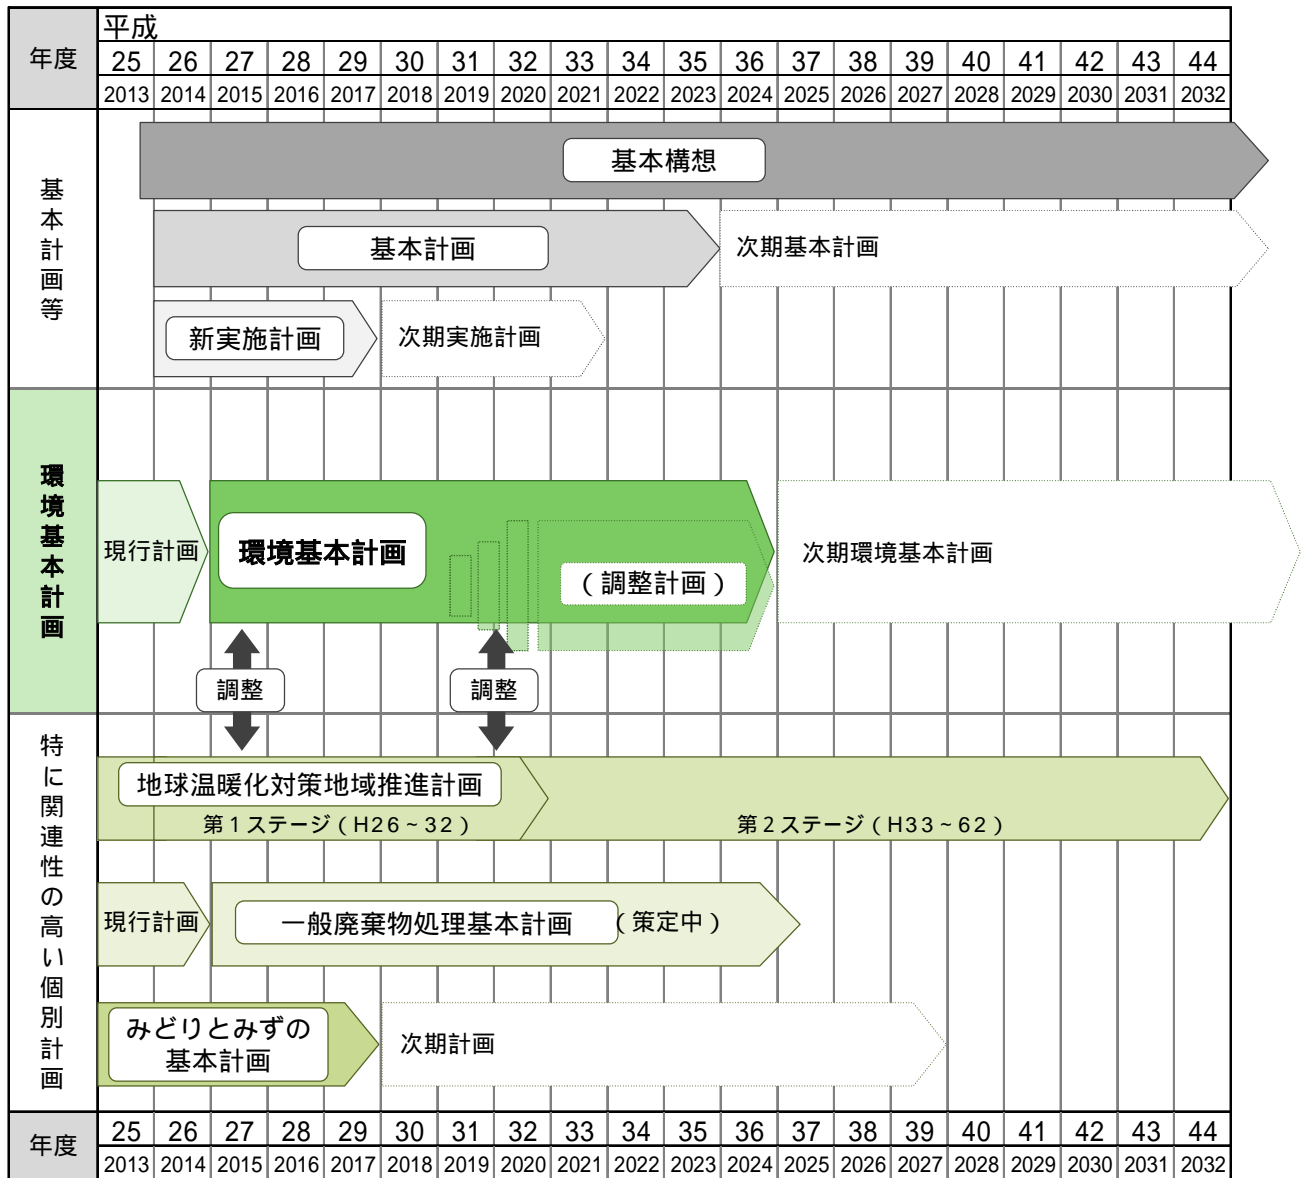 年度
平成
25 26 27 28 29 30 31 32 33 34 35 36 37 38 39 40 41 42 43 44
2013 2014 2015 2016 2017 2018 2019 2020 2021 2022 2023 2024 2025 2026 2027 2028 2029 2030 2031 2032
基本計画等
基本構想
基本計画
次期基本計画
新実施計画
次期実施計画
環境基本計画
現行計画
環境基本計画
(調整計画)
次期環境基本計画
調整
調整
特に関連性の高い個別計画
地球温暖化対策地域推進計画
第1ステージ(H26~32)
第2ステージ(H33~62)
現行計画
一般廃棄物処理基本計画
(策定中)
みどりとみずの
基本計画
次期計画
年度
25 26 27 28 29 30 31 32 33 34 35 36 37 38 39 40 41 42 43 44
2013 2014 2015 2016 2017 2018 2019 2020 2021 2022 2023 2024 2025 2026 2027 2028 2029 2030 2031 2032